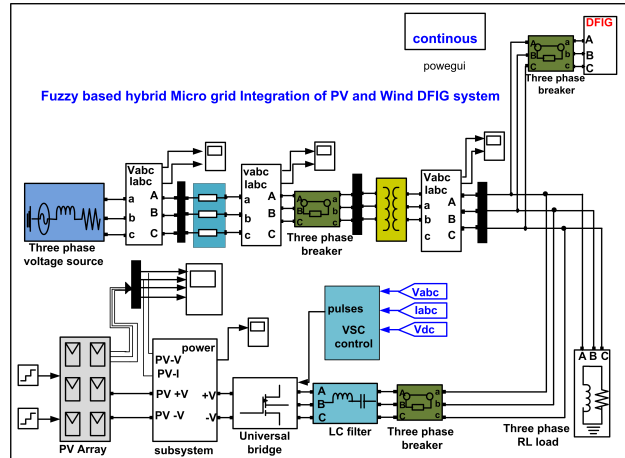 DFIG
A a A
B b B
C c C
Three phase
breaker
continous
powegui
Fuzzy based hybrid Micro grid Integration of PV and Wind DFIG system
Vabc
Iabc
a A
b B
c C
Vabc
Iabc
a A
b B
c C
A a
B b
C c
Three phase
breaker
Vabc
Iabc
a A
b B
c C
Three phase
voltage source
PV Array
power
PV-V
PV-I
PV +V
PV -V
+V
-V
subsystem
+V
-V
Universal
bridge
pulses
VSC
control
Vabc
Iabc
Vdc
A
B
C
LC filter
A a
B b
C c
Three phase
breaker
A B C
Three phase
RL load